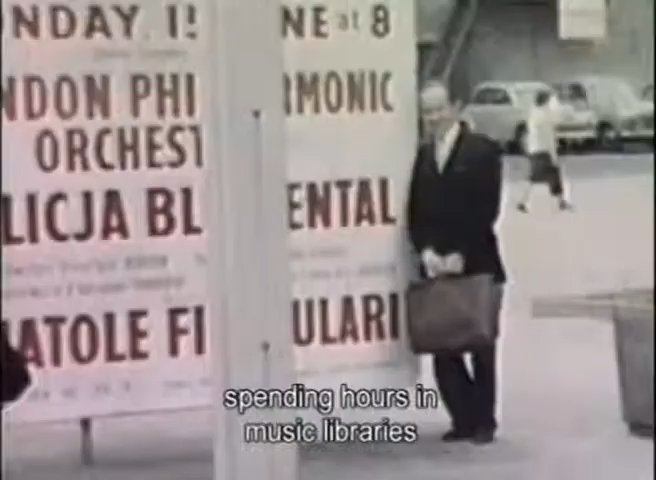 NDAY, 1
NE at 8
NDON PHI
RMONIC
ORCHEST
LICJA BL
ENTAL
ATOLE FI
ULARI
spending hours in
music libraries